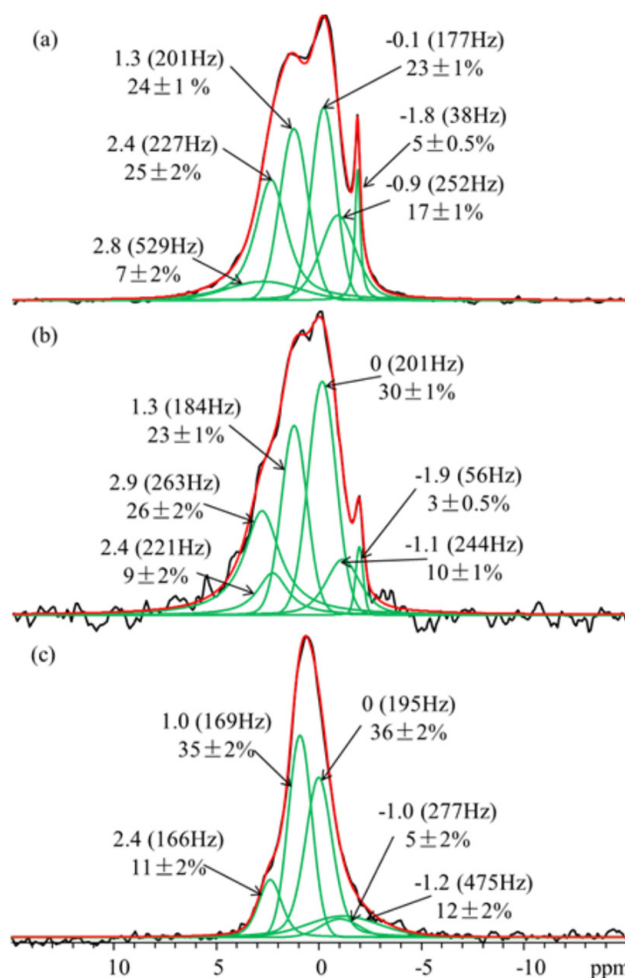 (a)
1.3 (201Hz)
24±1 %
-0.1 (177Hz)
23±1%
2.4 (227Hz)
25±2%
-1.8 (38Hz)
5±0.5%
-0.9 (252Hz)
17±1%
2.8 (529Hz)
7±2%
(b)
0 (201Hz)
30±1%
1.3 (184Hz)
23±1%
2.9 (263Hz)
26±2%
-1.9 (56Hz)
3±0.5%
2.4 (221Hz)
9±2%
-1.1 (244Hz)
10±1%
(c)
1.0 (169Hz)
35±2%
0 (195Hz)
36±2%
-1.0 (277Hz)
5±2%
2.4 (166Hz)
11±2%
-1.2 (475Hz)
12±2%
10 5 0 -5 -10 ppm